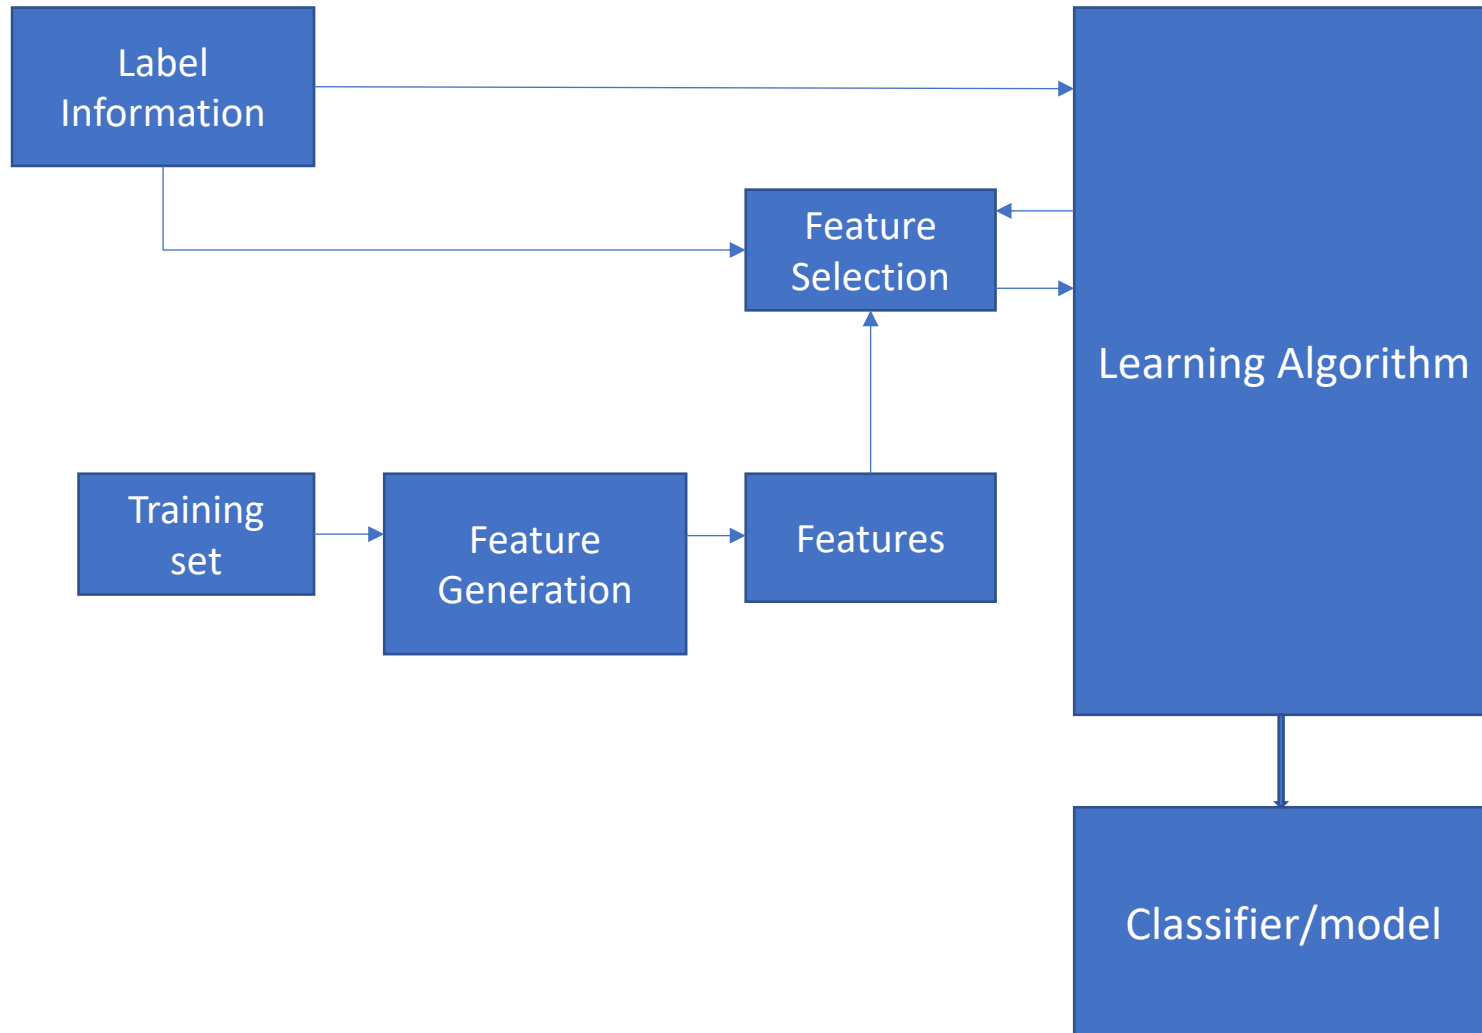 Label
Information
Feature
Selection
Learning Algorithm
Training
set
Feature
Generation
Features
Classifier/model